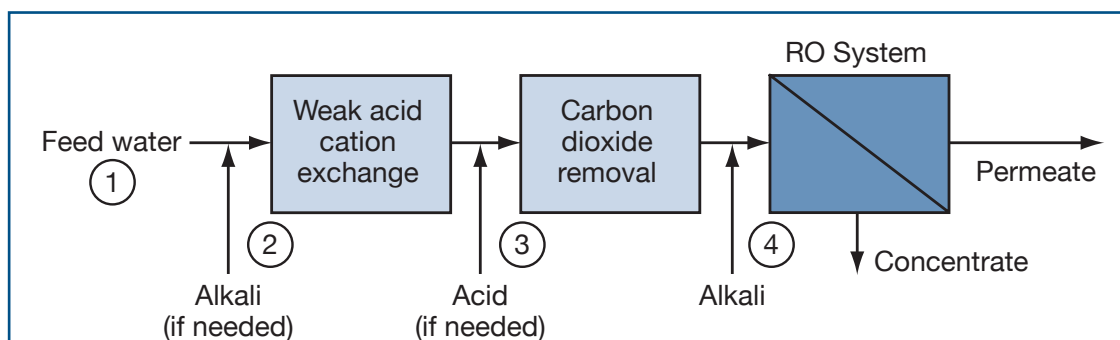 RO System
Weak acid
cation
exchange
Carbon
dioxide
removal
Feed water
1
Permeate
2
3
4
Concentrate
Alkali
(if needed)
Acid
(if needed)
Alkali